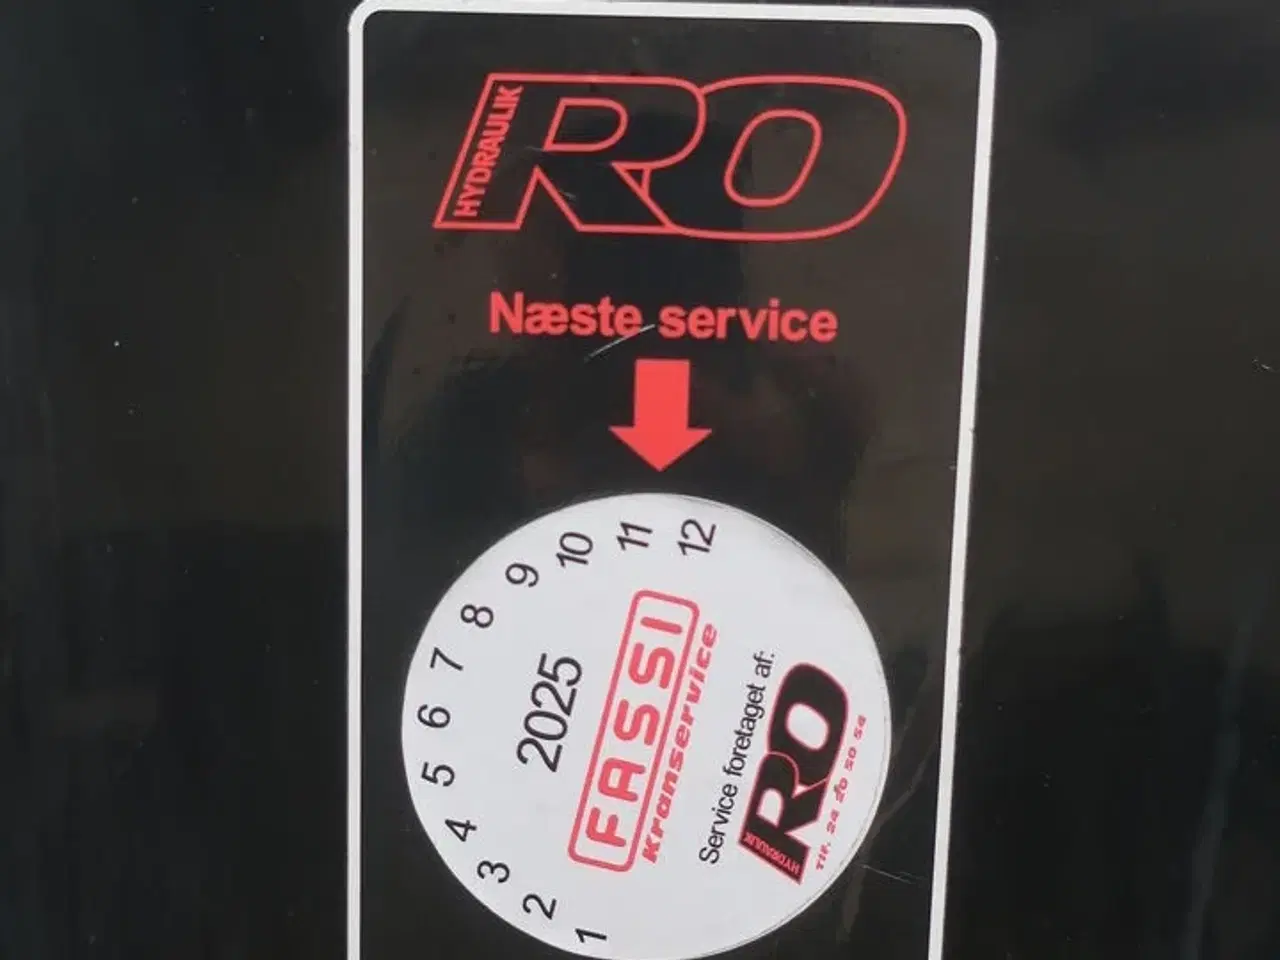 HYDRAULIK
RO
Næste service
1 2 3 4 5 6 7 8 9 10 11 12
2025
FASSI
Kranservice
Service foretaget af:
HYDRAULIK
RO
Tlf. 24 20 50 54